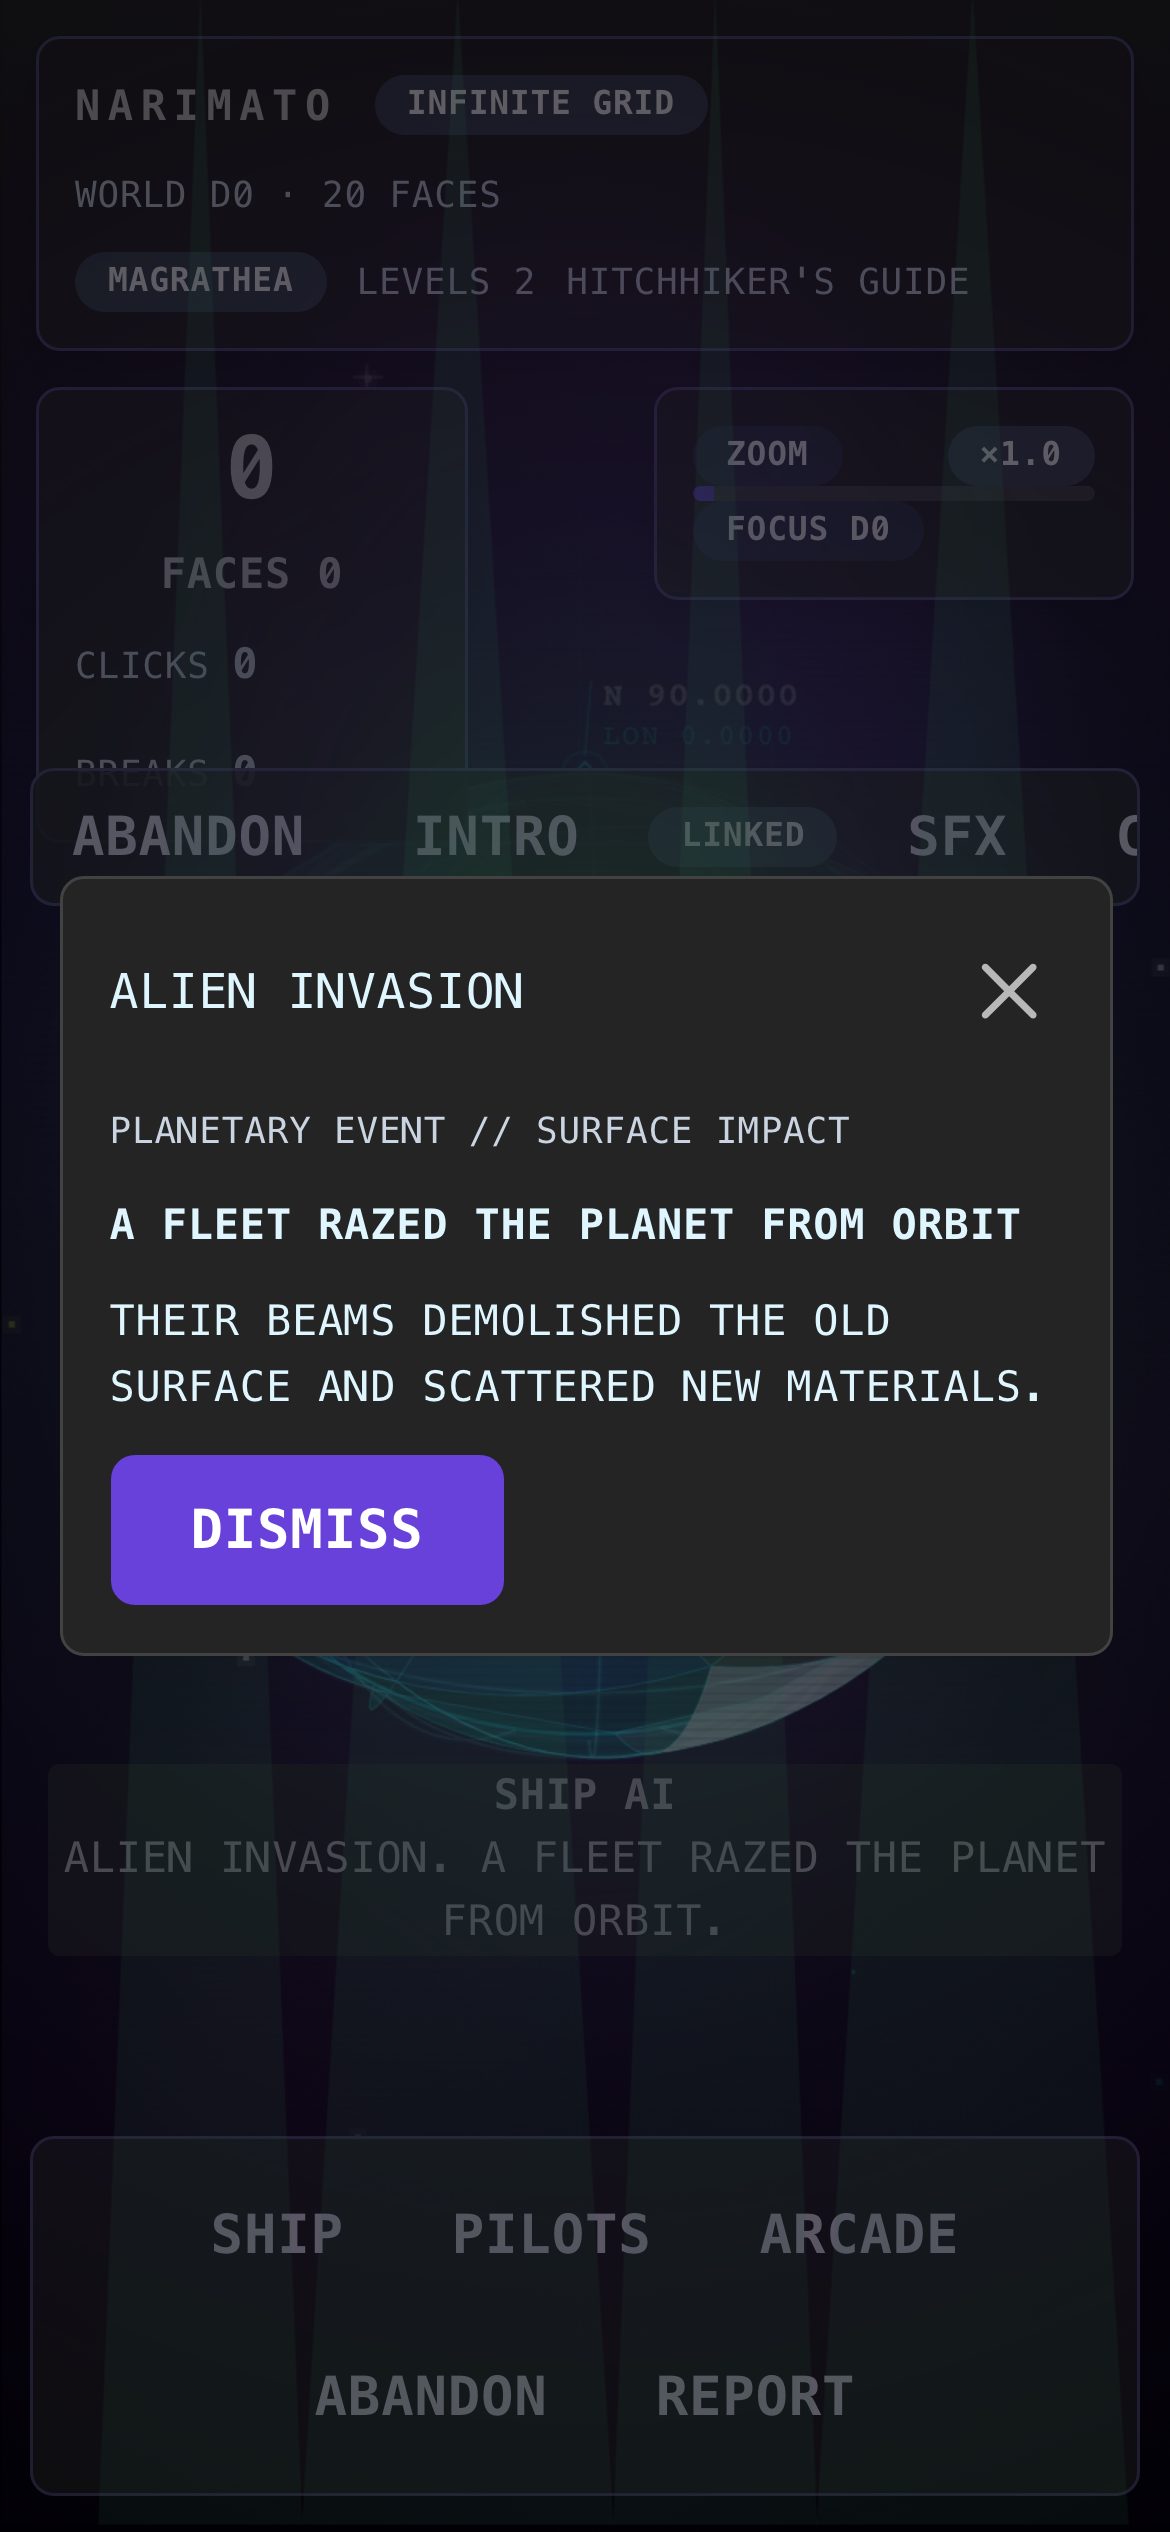 NARIMATO INFINITE GRID
WORLD D0 · 20 FACES
MAGRATHEA LEVELS 2 HITCHHIKER'S GUIDE
0
FACES 0
CLICKS 0
BREAKS 0
ZOOM ×1.0
FOCUS D0
N 90.0000
LON 0.0000
ABANDON INTRO LINKED SFX
ALIEN INVASION
PLANETARY EVENT // SURFACE IMPACT
A FLEET RAZED THE PLANET FROM ORBIT
THEIR BEAMS DEMOLISHED THE OLD
SURFACE AND SCATTERED NEW MATERIALS.
DISMISS
SHIP AI
ALIEN INVASION. A FLEET RAZED THE PLANET
FROM ORBIT.
SHIP PILOTS ARCADE
ABANDON REPORT